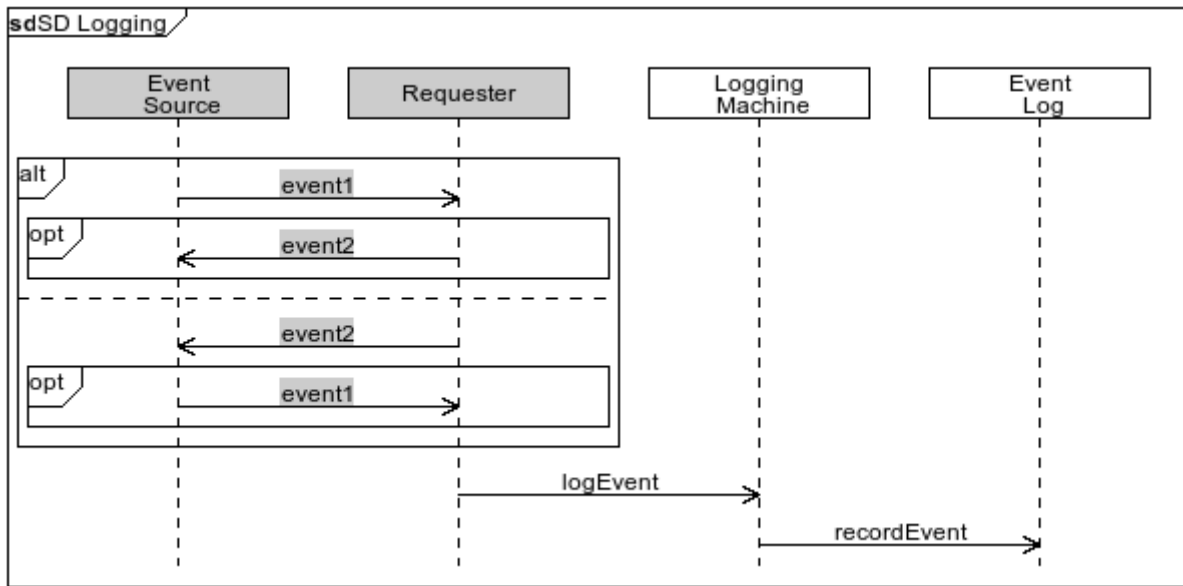 sdSD Logging
Event
Source
Requester
Logging
Machine
Event
Log
alt
event1
opt
event2
event2
opt
event1
logEvent
recordEvent